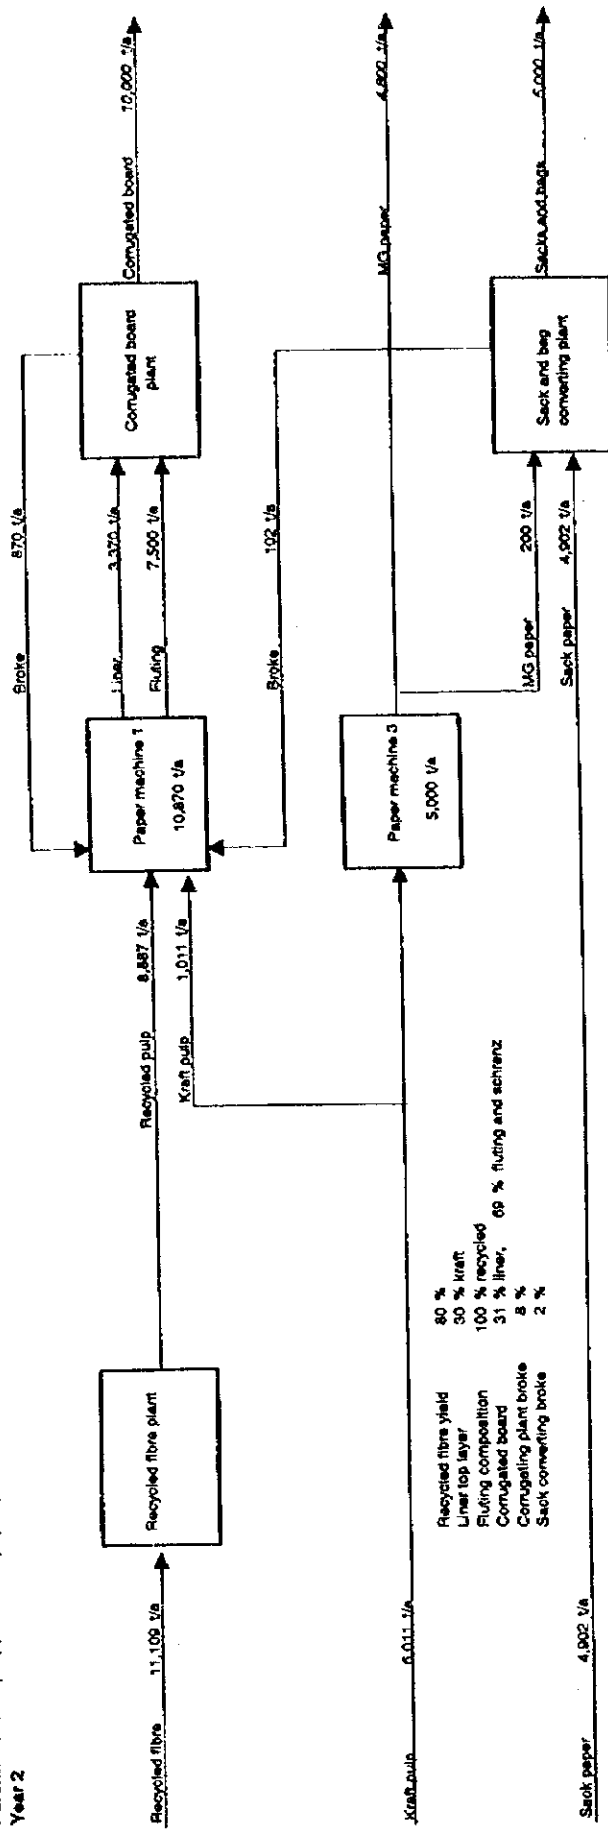 Year 2
Recycled fibre 11,109 t/a
Recycled fibre plant
Recycled pulp 8,887 t/a
Kraft pulp 1,011 t/a
Broke 870 t/a
Paper machine 1
10,870 t/a
Liner 3,370 t/a
Fluting 7,500 t/a
Corrugated board
plant
Corrugated board 10,000 t/a
Broke 102 t/a
Kraft pulp 6,011 t/a
Paper machine 3
5,000 t/a
MG paper 4,800 t/a
MG paper 200 t/a
Sack paper 4,902 t/a
Sack and bag
converting plant
Sacks and bags 5,000 t/a
Recycled fibre yield 80 %
Liner top layer 30 % kraft
Fluting composition 100 % recycled
Corrugated board 31 % liner, 69 % fluting and schrenz
Corrugating plant broke 8 %
Sack converting broke 2 %
Sack paper 4,902 t/a